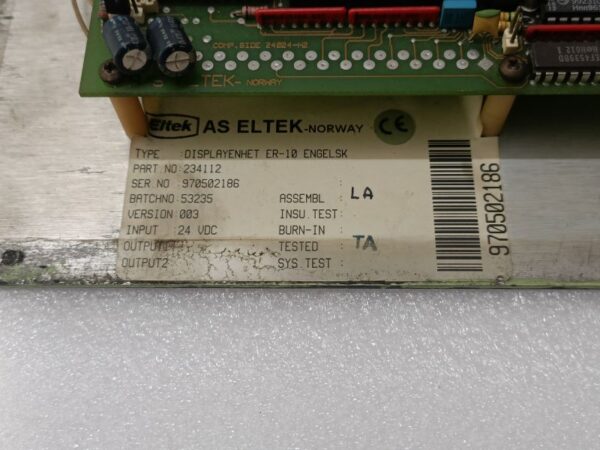 COMP.SIDE 24024-H0
ELTEK-NORWAY
Eltek AS ELTEK-NORWAY CE
TYPE DISPLAYENHET ER-10 ENGELSK
PART NO: 234112
SER.NO 970502186
BATCHNO 53235 ASSEMBL : LA
VERSION 003 INSU.TEST :
INPUT 24 VDC BURN-IN :
OUTPUT1 TESTED : TA
OUTPUT2 SYS.TEST :
970502186